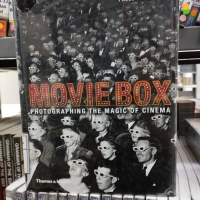 MOVIE:BOX
PHOTOGRAPHING THE MAGIC OF CINEMA
Thames &